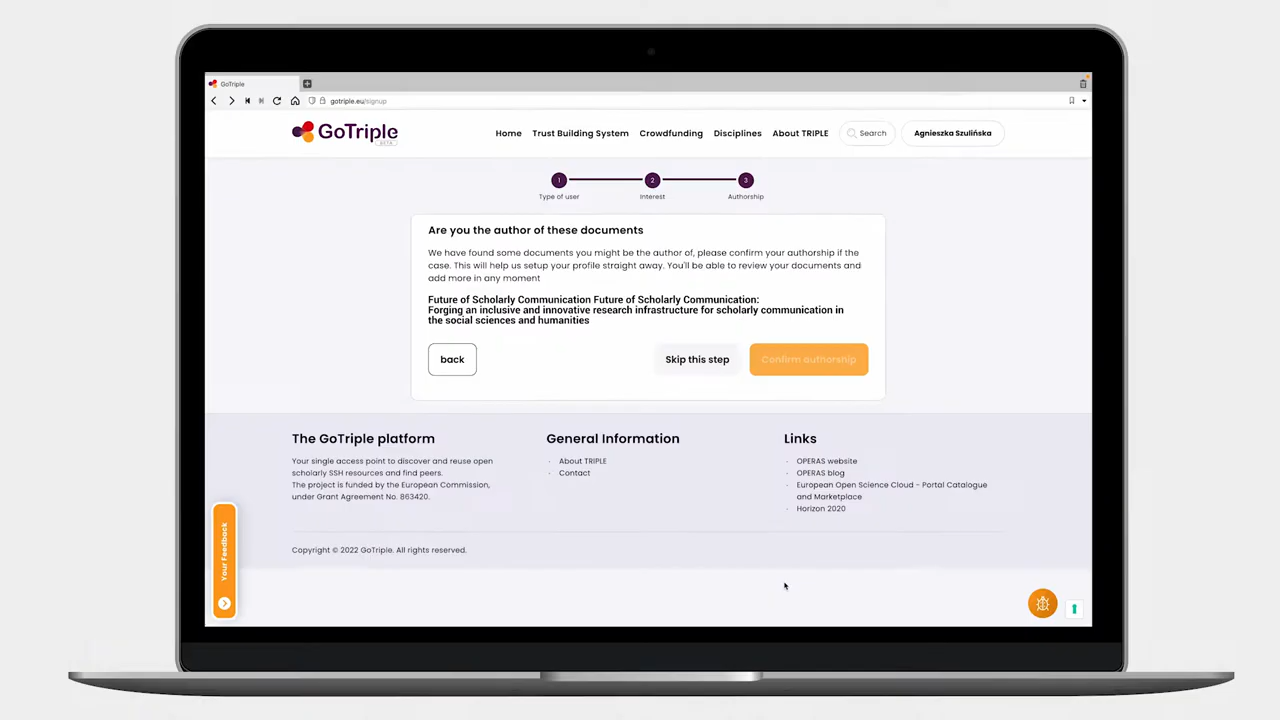 GoTriple
gotriple.eu/signup
GoTriple
BETA
Home Trust Building System Crowdfunding Disciplines About TRIPLE Search Agnieszka Szulińska
1 2 3
Type of user Interest Authorship
Are you the author of these documents
We have found some documents you might be the author of, please confirm your authorship if the
case. This will help us setup your profile straight away. You'll be able to review your documents and
add more in any moment
Future of Scholarly Communication Future of Scholarly Communication:
Forging an inclusive and innovative research infrastructure for scholarly communication in
the social sciences and humanities
back Skip this step Confirm authorship
The GoTriple platform
Your single access point to discover and reuse open
scholarly SSH resources and find peers.
The project is funded by the European Commission,
under Grant Agreement No. 863420.
General Information
· About TRIPLE
· Contact
Links
· OPERAS website
· OPERAS blog
· European Open Science Cloud - Portal Catalogue
and Marketplace
· Horizon 2020
Your Feedback
Copyright © 2022 GoTriple. All rights reserved.